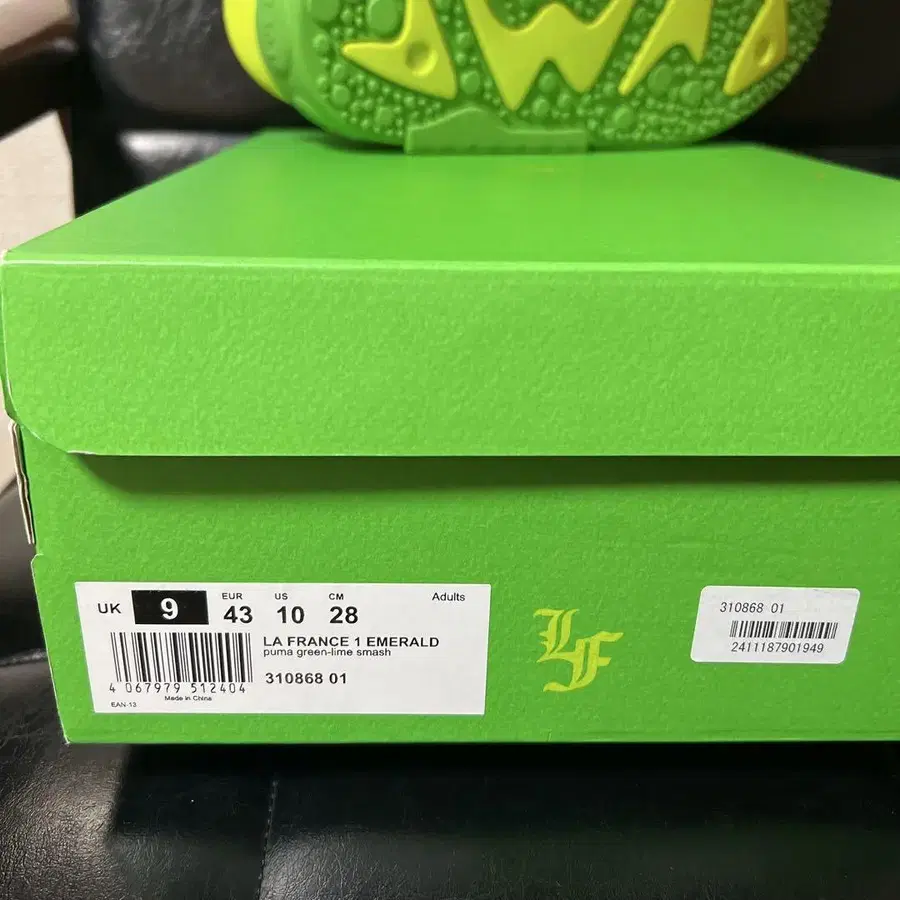 UK 9 EUR 43 US 10 CM 28 Adults
LA FRANCE 1 EMERALD
puma green-lime smash
310868 01
4 067979 512404
Made in China
EAN-13
LF
310868 01
2411187901949